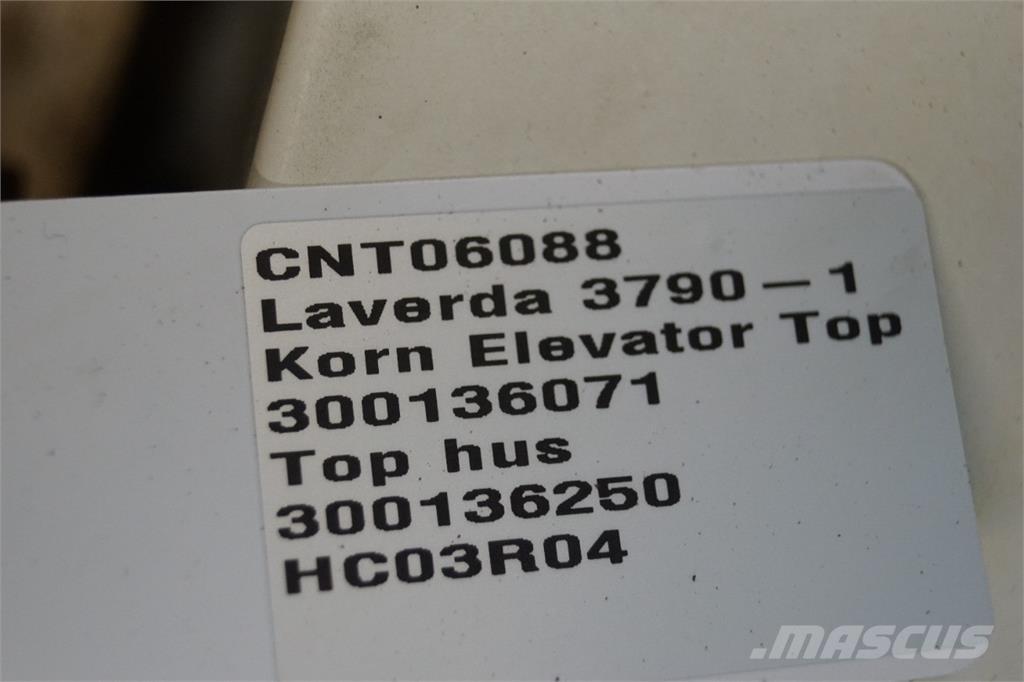 CNT06088
Laverda 3790-1
Korn Elevator Top
300136071
Top hus
300136250
HC03R04
.MASCUS